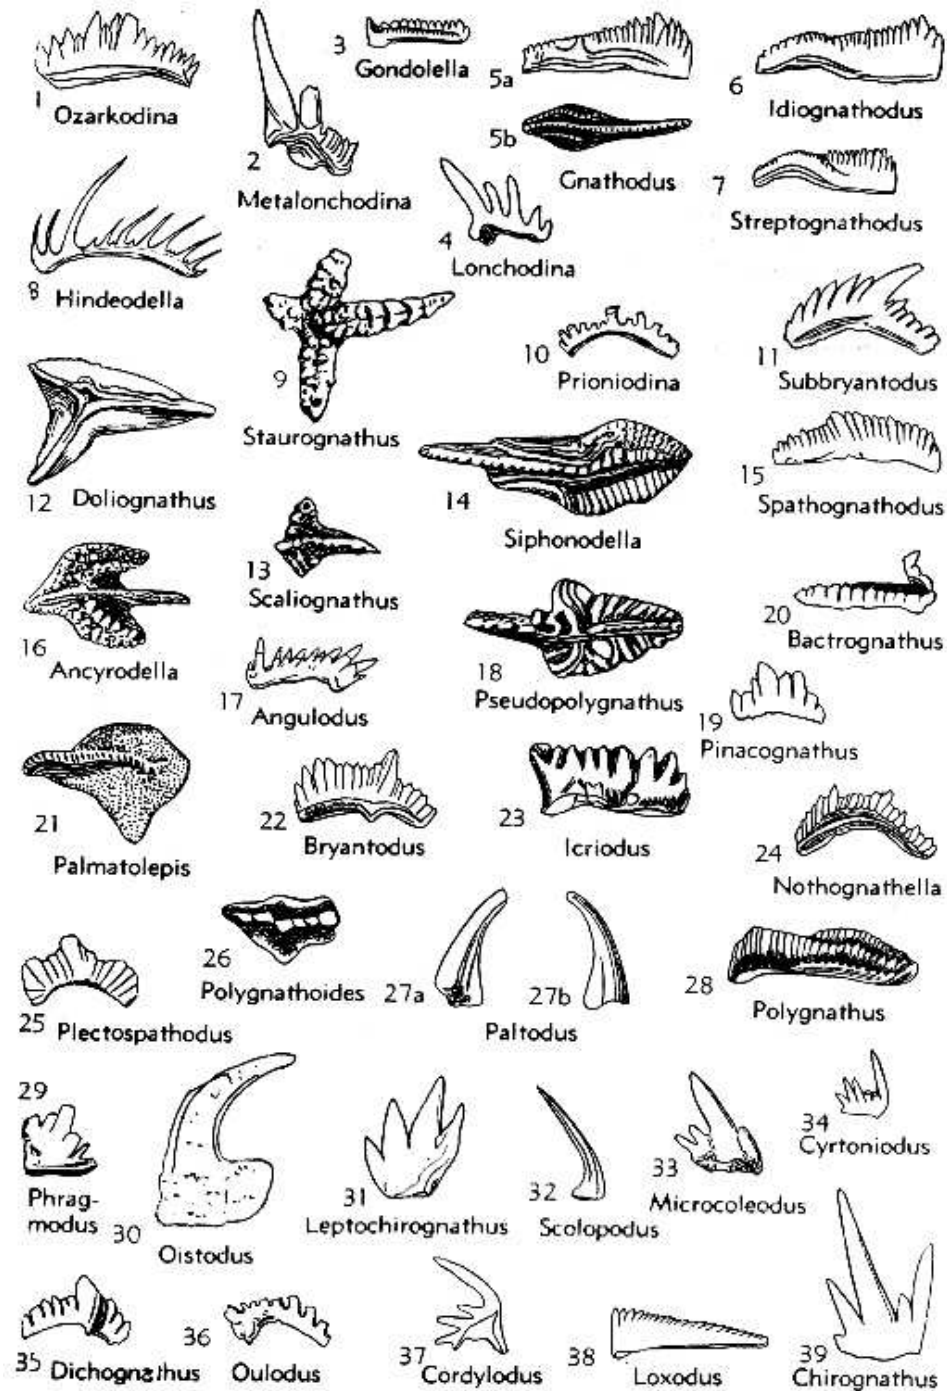 1
Ozarkodina
2
Metalonchodina
3
Gondolella
4
Lonchodina
5a
5b
Gnathodus
6
Idiognathodus
7
Streptognathodus
8 Hindeodella
9
Staurognathus
10
Prioniodina
11
Subbryantodus
12 Doliognathus
13
Scaliognathus
14
Siphonodella
15
Spathognathodus
16
Ancyrodella
17
Angulodus
18
Pseudopolygnathus
19
Pinacognathus
20
Bactrognathus
21
Palmatolepis
22
Bryantodus
23
Icriodus
24
Nothognathella
25 Plectospathodus
26
Polygnathoides
27a
27b
Paltodus
28
Polygnathus
29
Phrag-
modus
30
Oistodus
31
Leptochirognathus
32
Scolopodus
33
Microcoleodus
34
Cyrtoniodus
35 Dichognathus
36
Oulodus
37
Cordylodus
38
Loxodus
39
Chirognathus